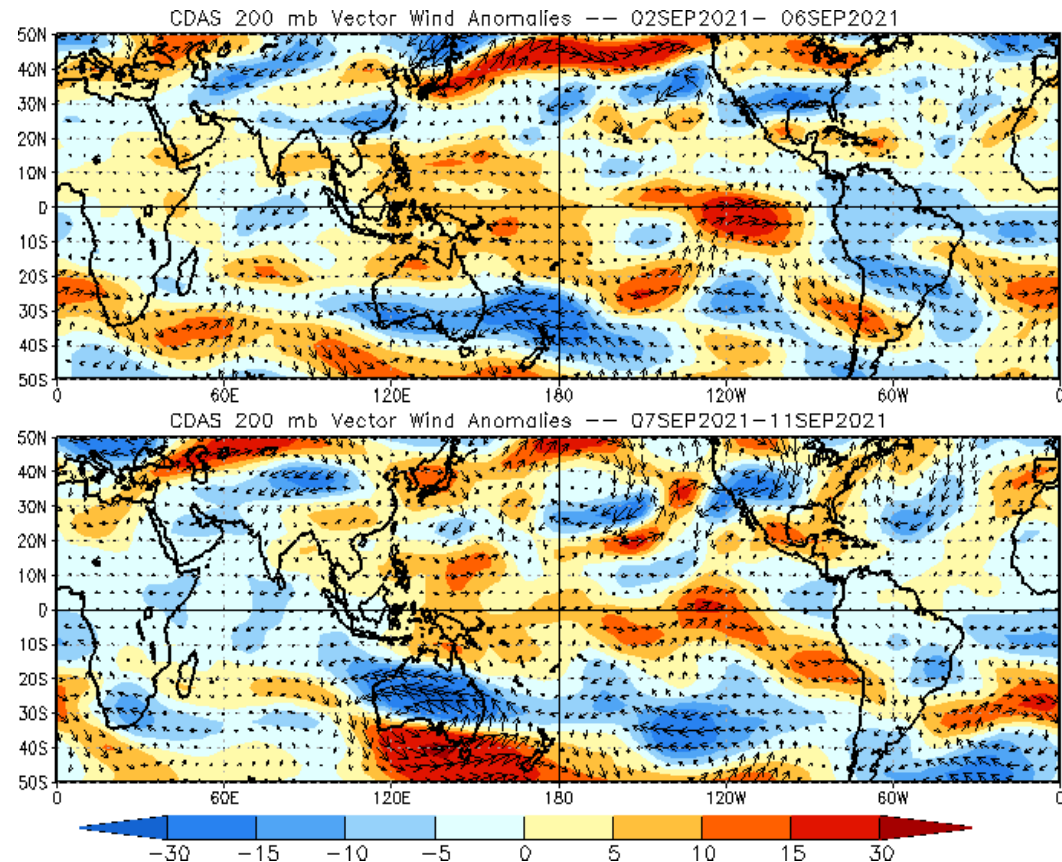 CDAS 200 mb Vector Wind Anomalies -- 02SEP2021- 06SEP2021
50N
40N
30N
20N
10N
0
10S
20S
30S
40S
50S
0 60E 120E 180 120W 60W 0
CDAS 200 mb Vector Wind Anomalies -- 07SEP2021-11SEP2021
50N
40N
30N
20N
10N
0
10S
20S
30S
40S
50S
0 60E 120E 180 120W 60W 0
-30 -15 -10 -5 0 5 10 15 30